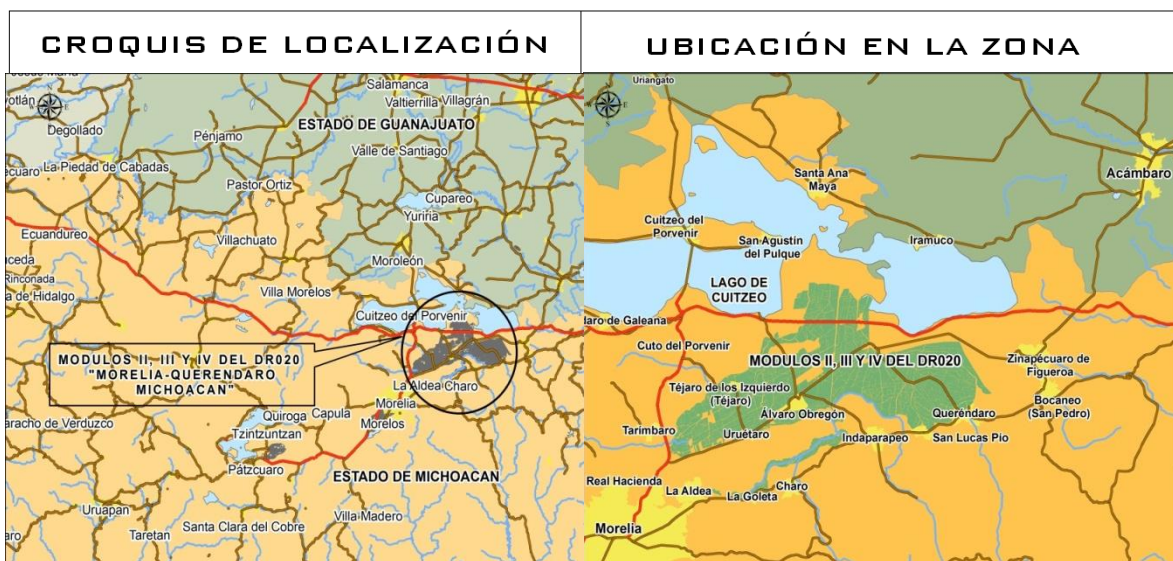 CROQUIS DE LOCALIZACIÓN
Salamanca
Valtierrilla Villagrán
Degollado
Pénjamo
ESTADO DE GUANAJUATO
La Piedad de Cabadas
Valle de Santiago
Pastor Ortiz
Cupareo
Yuriria
Ecuandureo
Villachuato
Moroleón
Rinconada
Villa Morelos
Cuitzeo del Porvenir
MODULOS II, III Y IV DEL DR020
"MORELIA-QUERENDARO
MICHOACAN"
La Aldea Charo
Morelia
Quiroga Capula
Morelos
Tzintzuntzan
Pátzcuaro
ESTADO DE MICHOACAN
Uruapan
Santa Clara del Cobre
Villa Madero
Taretan
UBICACIÓN EN LA ZONA
Uriangato
Acámbaro
Santa Ana
Maya
Cuitzeo del
Porvenir
San Agustin
del Pulque
Iramuco
LAGO DE
CUITZEO
Cuto del Porvenir
MODULOS II, III Y IV DEL DR020
Zinapécuaro de
Figueroa
Téjaro de los Izquierdo
(Téjaro)
Bocaneo
(San Pedro)
Álvaro Obregón
Queréndaro
Tarimbaro
Uruétaro
Indaparapeo
San Lucas Pio
Real Hacienda
La Aldea
Charo
La Goleta
Morelia